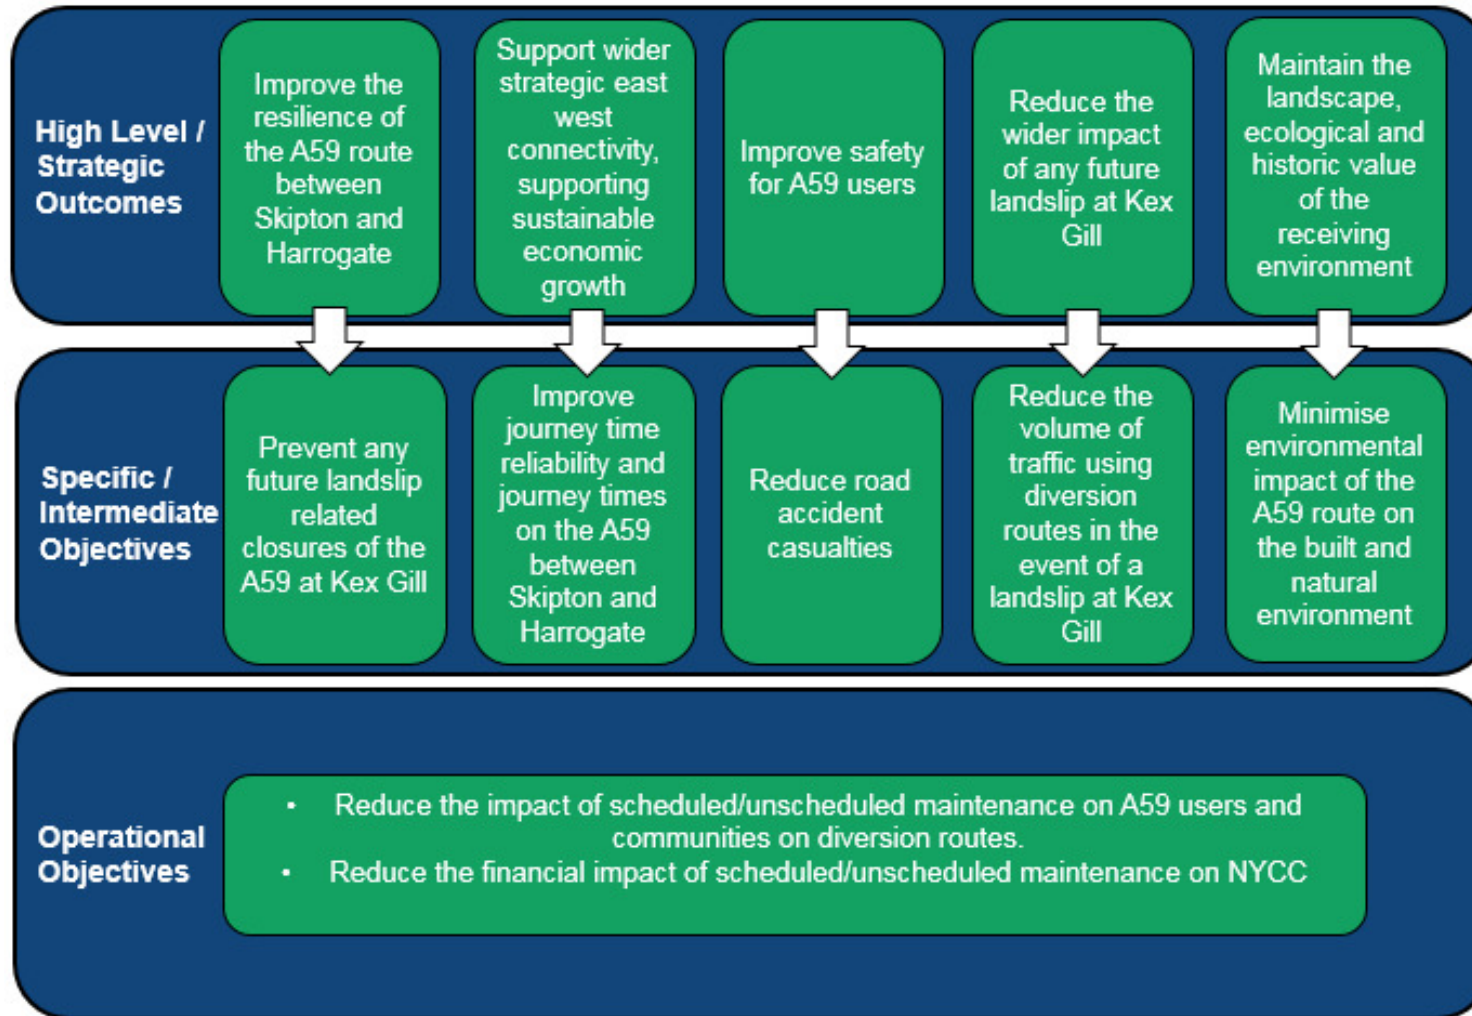 High Level /
Strategic
Outcomes
Improve the
resilience of
the A59 route
between
Skipton and
Harrogate
Support wider
strategic east
west
connectivity,
supporting
sustainable
economic
growth
Improve safety
for A59 users
Reduce the
wider impact
of any future
landslip at Kex
Gill
Maintain the
landscape,
ecological and
historic value
of the
receiving
environment
Specific /
Intermediate
Objectives
Prevent any
future landslip
related
closures of the
A59 at Kex Gill
Improve
journey time
reliability and
journey times
on the A59
between
Skipton and
Harrogate
Reduce road
accident
casualties
Reduce the
volume of
traffic using
diversion
routes in the
event of a
landslip at Kex
Gill
Minimise
environmental
impact of the
A59 route on
the built and
natural
environment
Operational
Objectives
• Reduce the impact of scheduled/unscheduled maintenance on A59 users and
communities on diversion routes.
• Reduce the financial impact of scheduled/unscheduled maintenance on NYCC